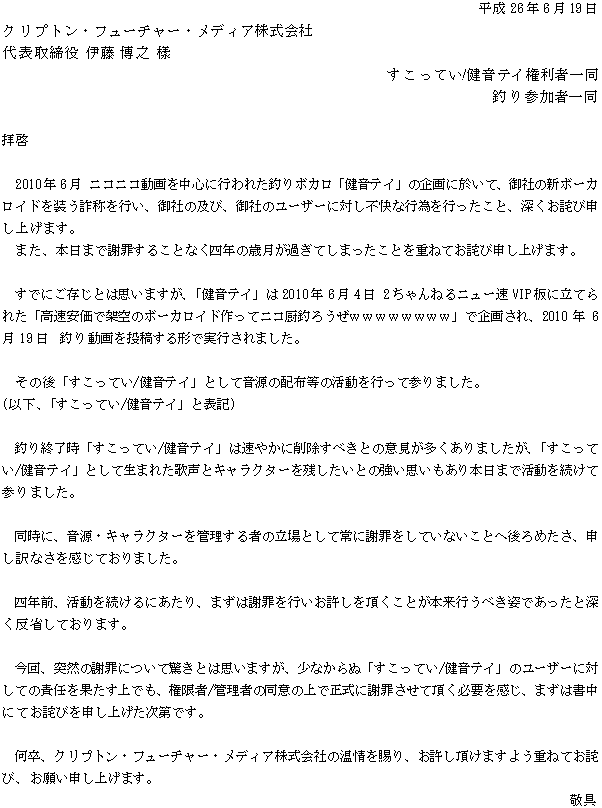 平成26年6月19日
クリプトン・フューチャー・メディア株式会社
代表取締役 伊藤 博之 様
すこってい/健音テイ権利者一同
釣り参加者一同
拝啓
2010年6月 ニコニコ動画を中心に行われた釣りボカロ「健音テイ」の企画に於いて、御社の新ボーカ
ロイドを装う詐称を行い、御社の及び、御社のユーザーに対し不快な行為を行ったこと、深くお詫び申
し上げます。
また、本日まで謝罪することなく四年の歳月が過ぎてしまったことを重ねてお詫び申し上げます。
すでにご存じとは思いますが、「健音テイ」は2010年6月4日 2ちゃんねるニュー速VIP板に立てら
れた「高速安価で架空のボーカロイド作ってニコ厨釣ろうぜｗｗｗｗｗｗｗｗ」で企画され、2010 年 6
月19日 釣り動画を投稿する形で実行されました。
その後「すこってい/健音テイ」として音源の配布等の活動を行って参りました。
(以下、「すこってい/健音テイ」と表記)
釣り終了時「すこってい/健音テイ」は速やかに削除すべきとの意見が多くありましたが、「すこって
い/健音テイ」として生まれた歌声とキャラクターを残したいとの強い思いもあり本日まで活動を続けて
参りました。
同時に、音源・キャラクターを管理する者の立場として常に謝罪をしていないことへ後ろめたさ、申
し訳なさを感じておりました。
四年前、活動を続けるにあたり、まずは謝罪を行いお許しを頂くことが本来行うべき姿であったと深
く反省しております。
今回、突然の謝罪について驚きとは思いますが、少なからぬ「すこってい/健音テイ」のユーザーに対
しての責任を果たす上でも、権限者/管理者の同意の上で正式に謝罪させて頂く必要を感じ、まずは書中
にてお詫びを申し上げた次第です。
何卒、クリプトン・フューチャー・メディア株式会社の温情を賜り、お許し頂けますよう重ねてお詫
び、お願い申し上げます。
敬具